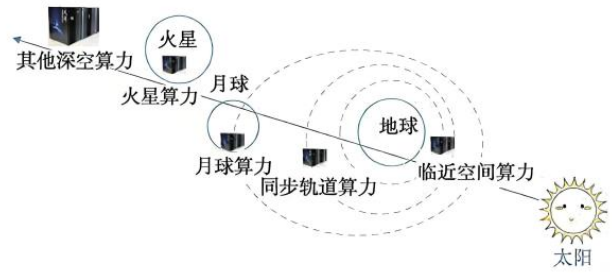 火星
其他深空算力
月球
火星算力
地球
月球算力
同步轨道算力
临近空间算力
太阳